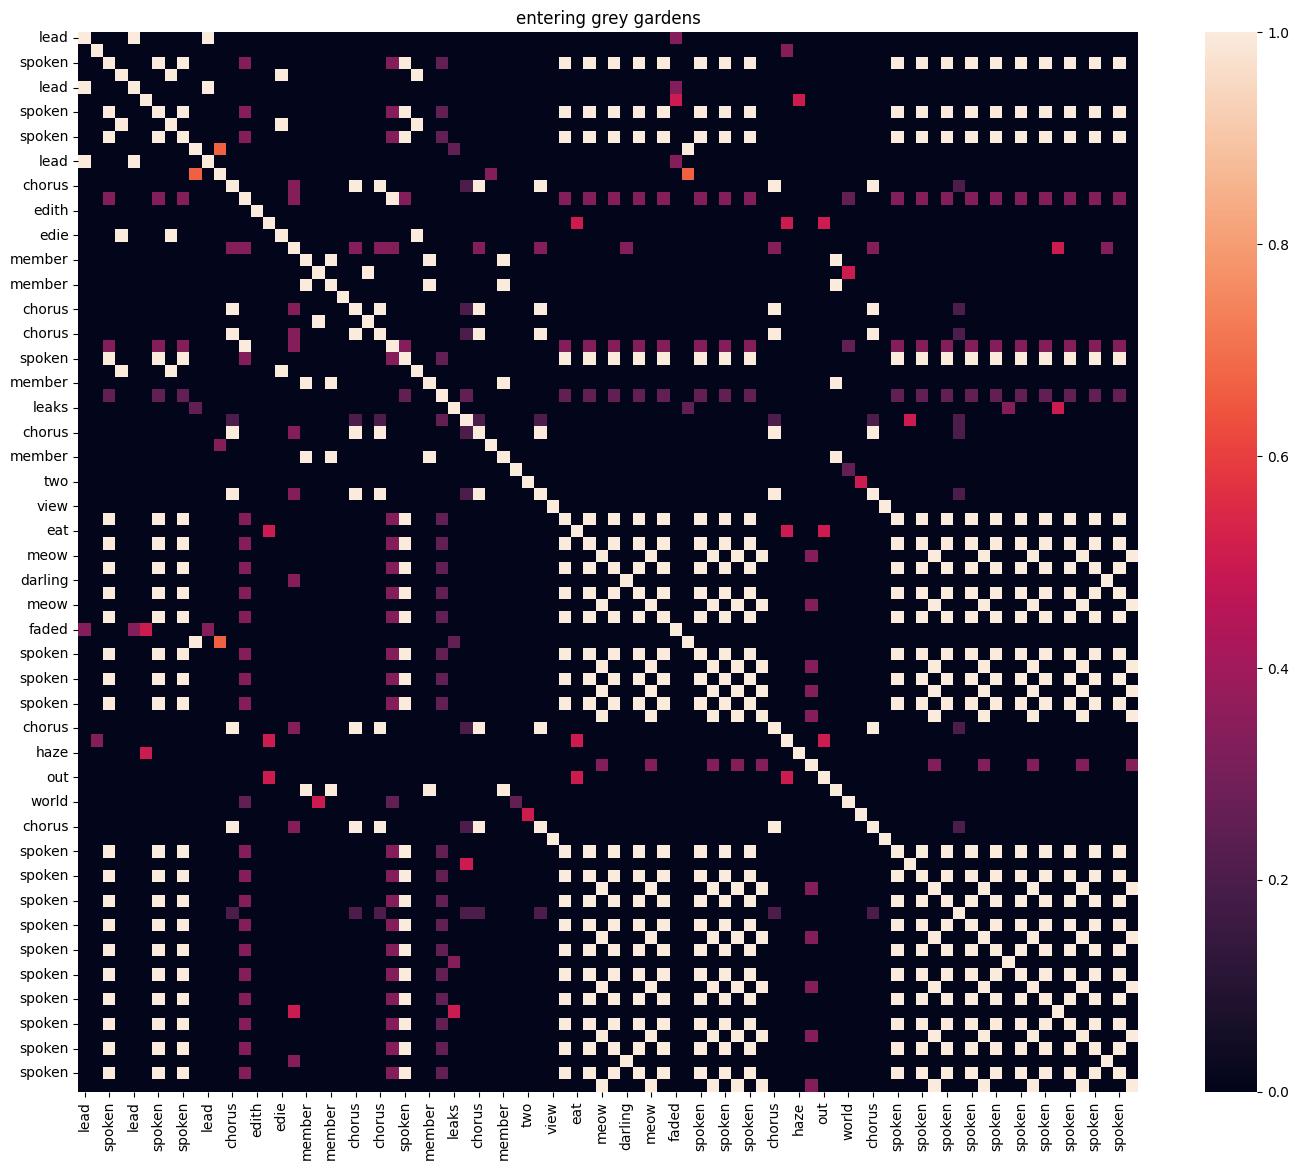 entering grey gardens
lead
spoken
lead
spoken
spoken
lead
chorus
edith
edie
member
member
chorus
chorus
spoken
member
leaks
chorus
member
two
view
eat
meow
darling
meow
faded
spoken
spoken
spoken
chorus
haze
out
world
chorus
spoken
spoken
spoken
spoken
spoken
spoken
spoken
spoken
spoken
spoken
1.0
0.8
0.6
0.4
0.2
0.0
lead
spoken
lead
spoken
spoken
lead
chorus
edith
edie
member
member
chorus
chorus
spoken
member
leaks
chorus
member
two
view
eat
meow
darling
meow
faded
spoken
spoken
spoken
chorus
haze
out
world
chorus
spoken
spoken
spoken
spoken
spoken
spoken
spoken
spoken
spoken
spoken